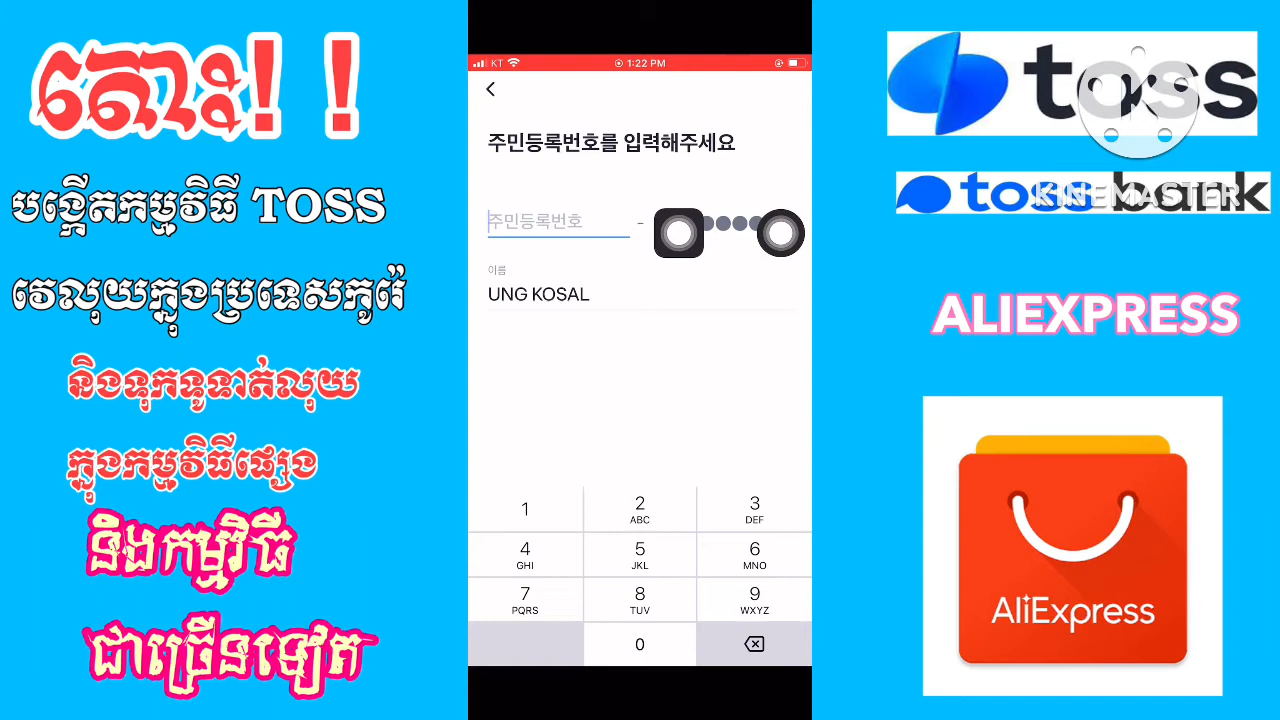 តោះ! !
បង្កើតកម្មវិធី TOSS
វេលុយក្នុងប្រទេសកូរ៉េ
និងទុកទូទាត់លុយ
ក្នុងកម្មវិធីផ្សេង
និងកម្មវិធី
ជាច្រើនទៀត
KT 1:22 PM
주민등록번호를 입력해주세요
주민등록번호 -
이름
UNG KOSAL
1
2 ABC
3 DEF
4 GHI
5 JKL
6 MNO
7 PQRS
8 TUV
9 WXYZ
0
toss
toss bank
KINEMASTER
ALIEXPRESS
AliExpress